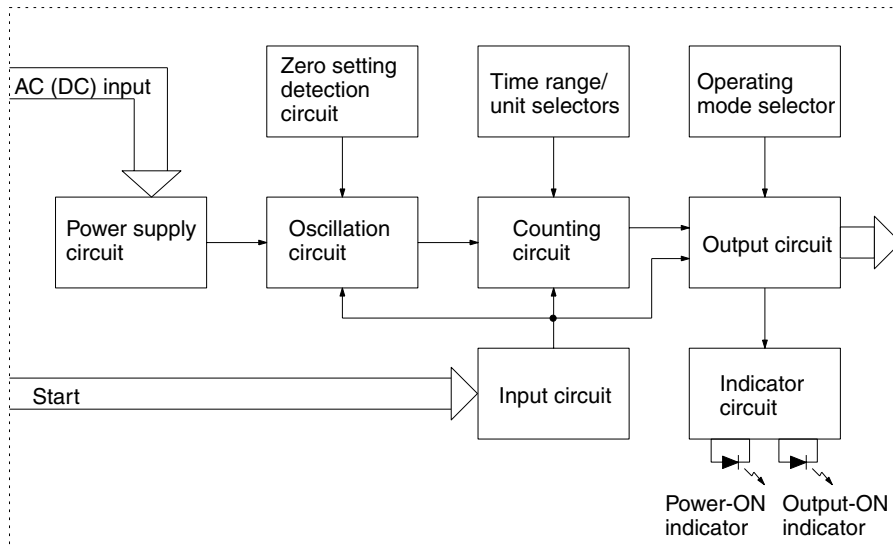 AC (DC) input
Zero setting
detection
circuit
Time range/
unit selectors
Operating
mode selector
Power supply
circuit
Oscillation
circuit
Counting
circuit
Output circuit
Start
Input circuit
Indicator
circuit
Power-ON
indicator
Output-ON
indicator